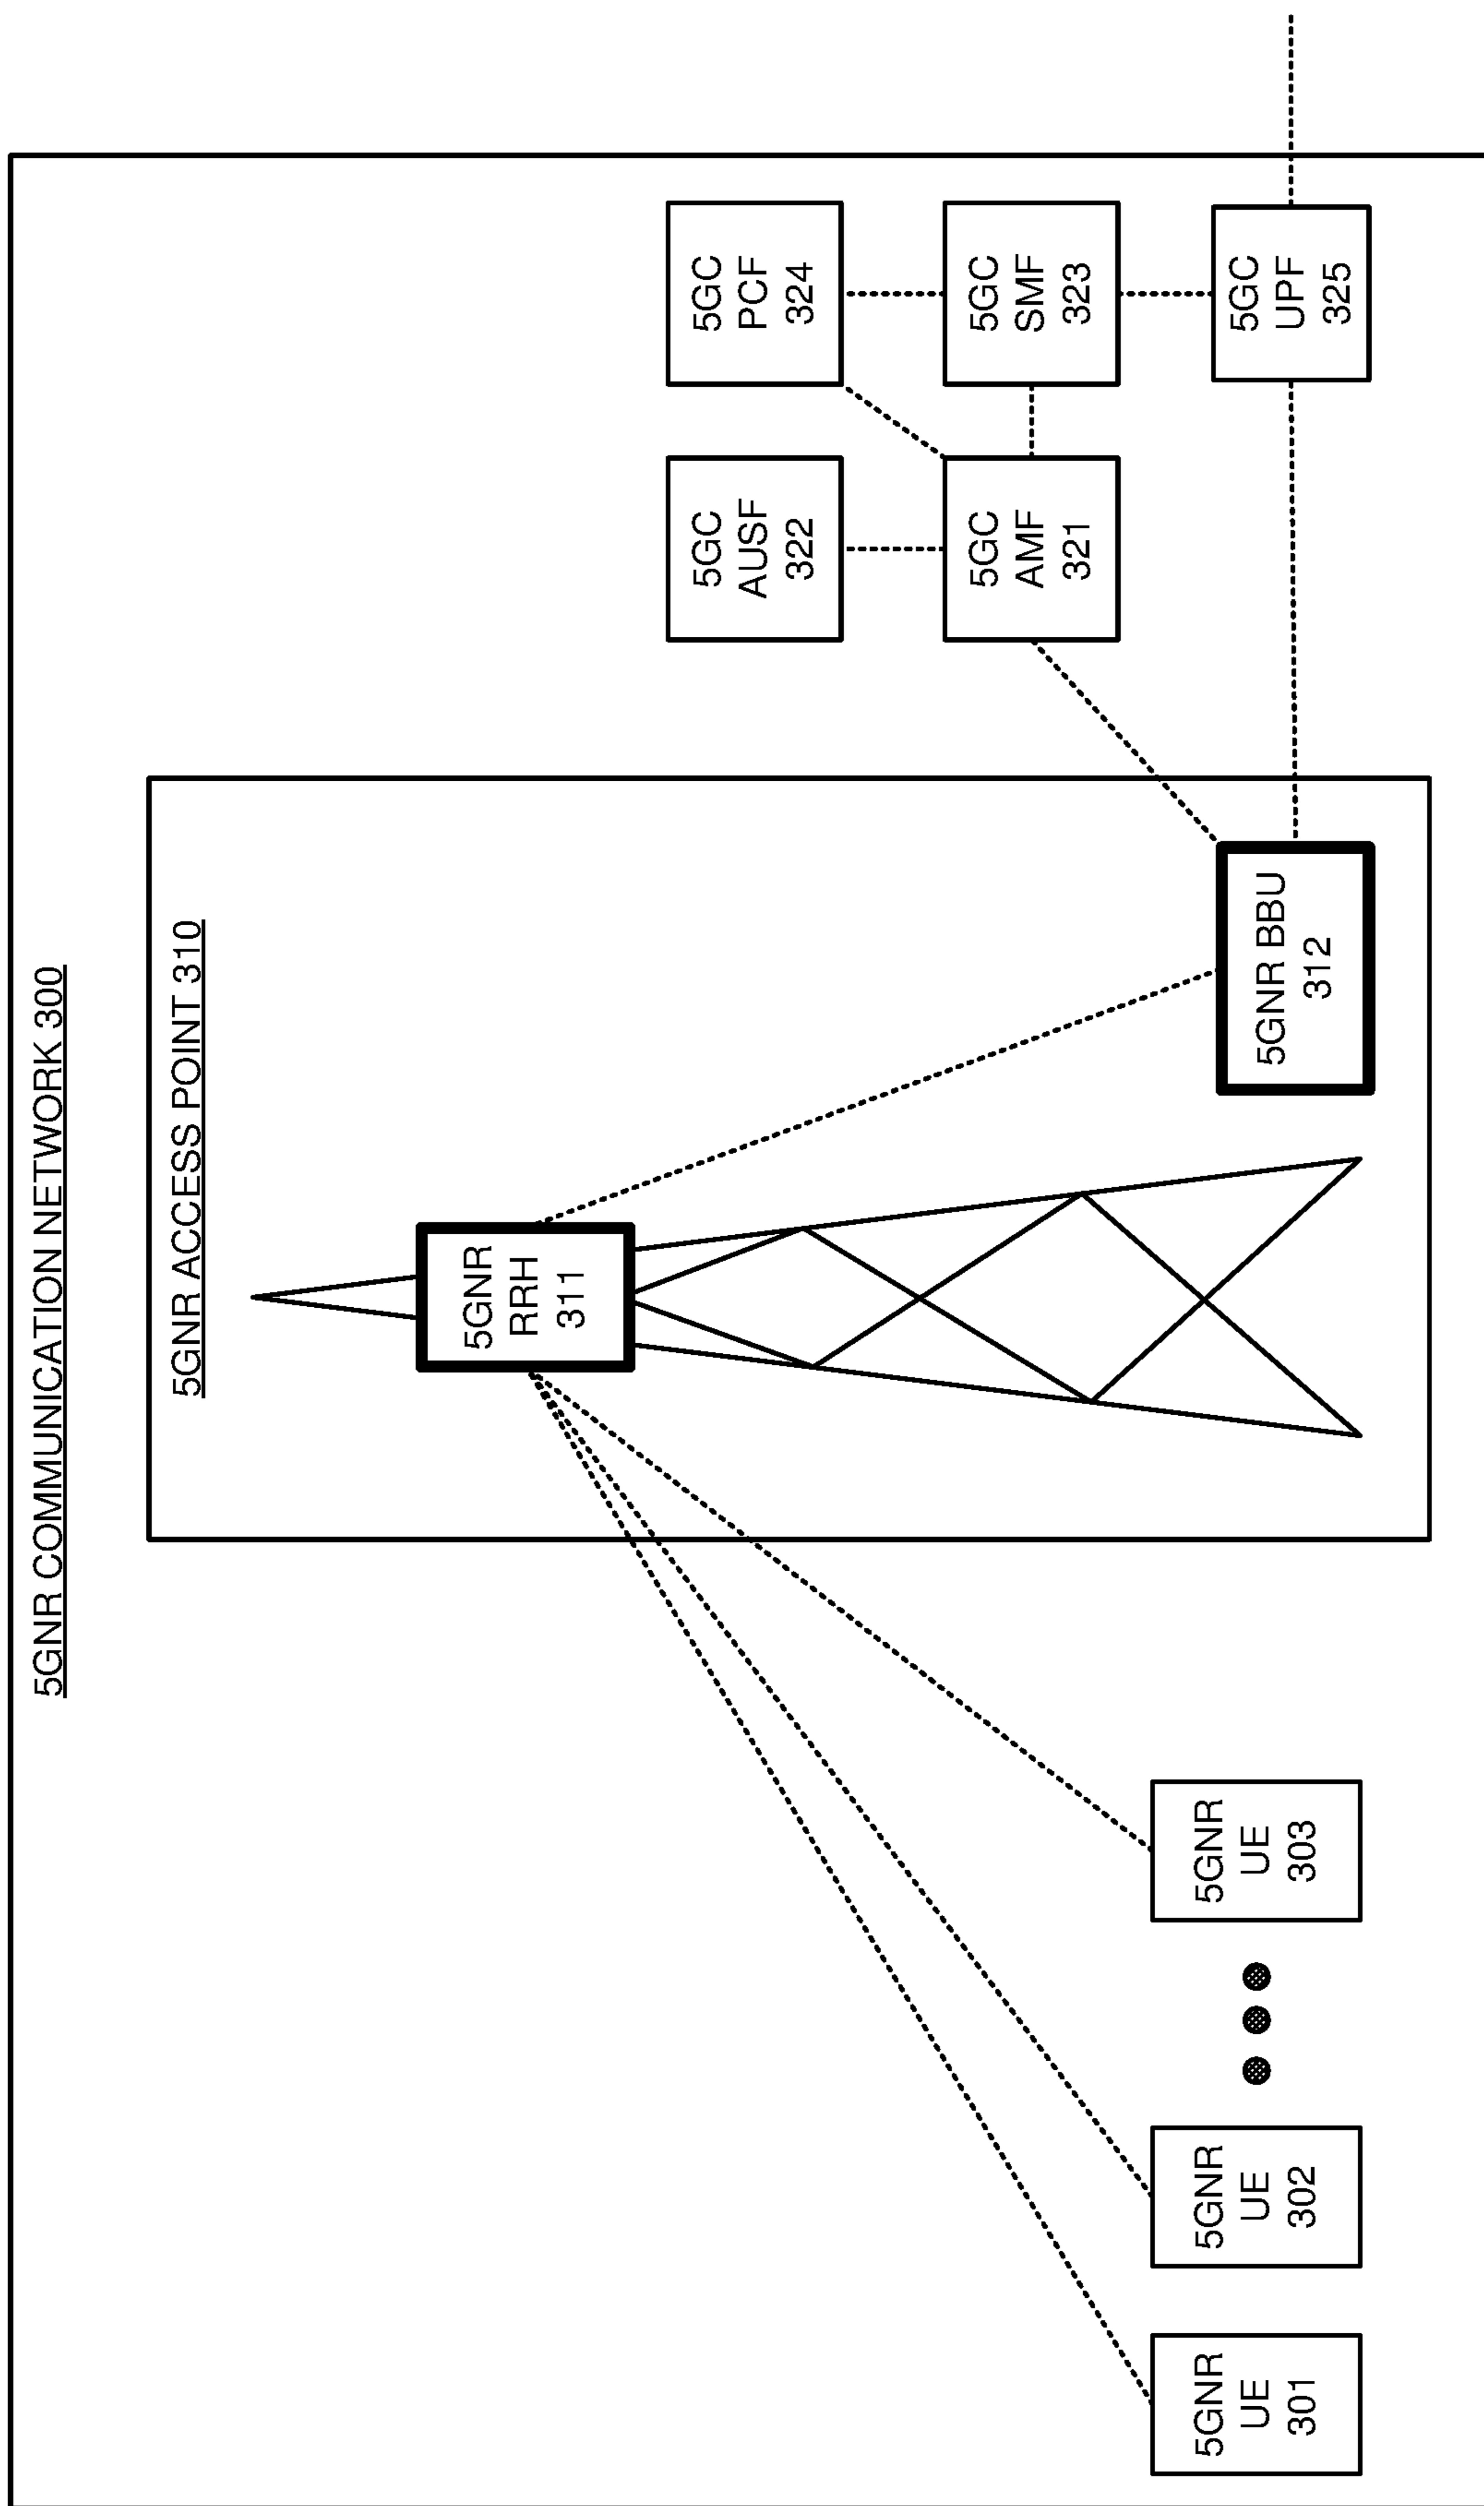 5GNR COMMUNICATION NETWORK 300
5GNR ACCESS POINT 310
5GNR
RRH
311
5GNR BBU
312
5GNR
UE
301
5GNR
UE
302
5GNR
UE
303
5GC
AUSF
322
5GC
PCF
324
5GC
AMF
321
5GC
SMF
323
5GC
UPF
325